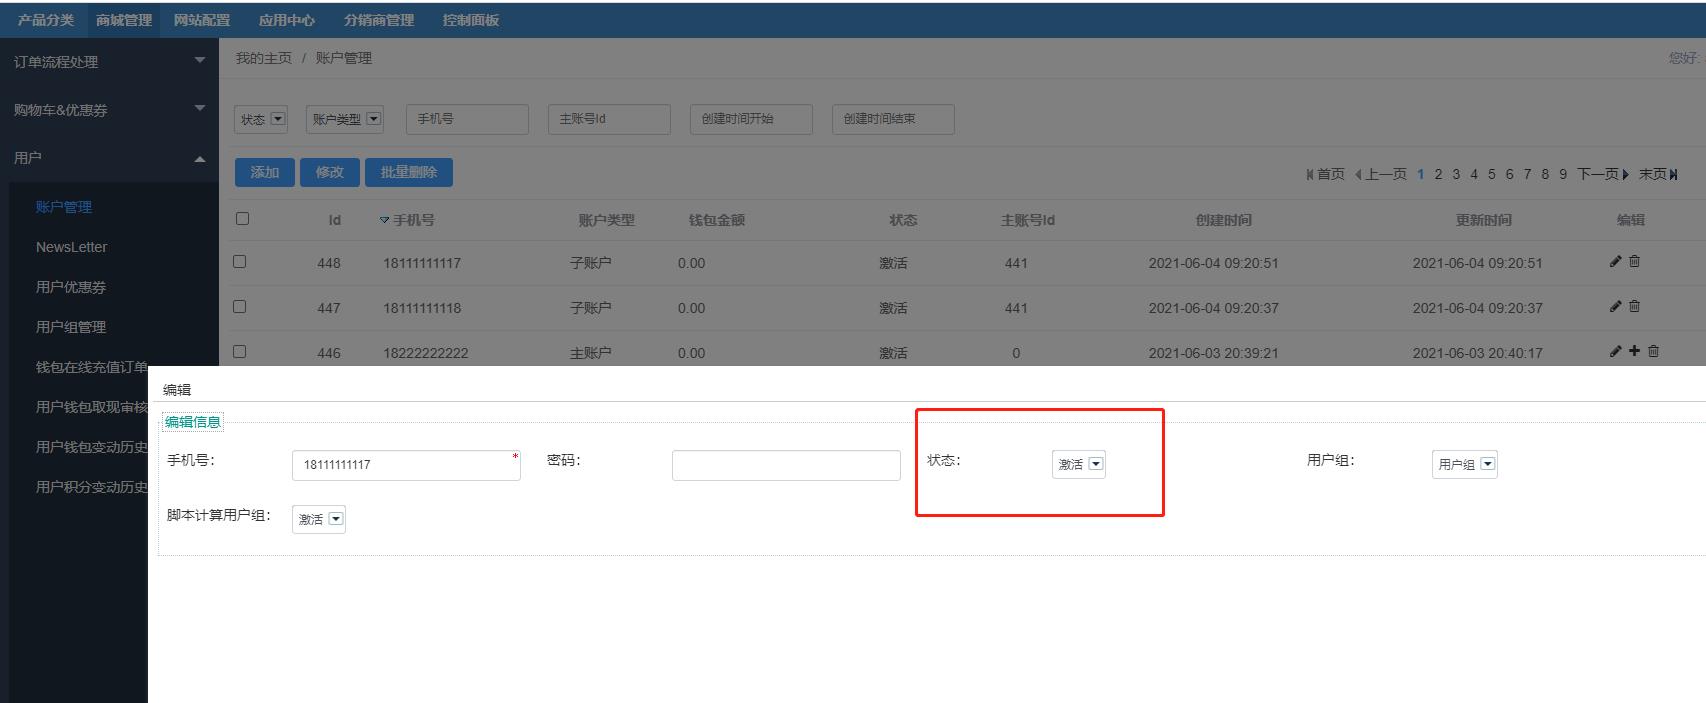 产品分类 商城管理 网站配置 应用中心 分销商管理 控制面板
订单流程处理
我的主页 / 账户管理 您好:
购物车&优惠券
状态 账户类型 手机号 主账号Id 创建时间开始 创建时间结束
用户
添加 修改 批量删除 首页 上一页 1 2 3 4 5 6 7 8 9 下一页 末页
账户管理
Id 手机号 账户类型 钱包金额 状态 主账号Id 创建时间 更新时间 编辑
NewsLetter
448 18111111117 子账户 0.00 激活 441 2021-06-04 09:20:51 2021-06-04 09:20:51
用户优惠券
447 18111111118 子账户 0.00 激活 441 2021-06-04 09:20:37 2021-06-04 09:20:37
用户组管理
446 18222222222 主账户 0.00 激活 0 2021-06-03 20:39:21 2021-06-03 20:40:17
钱包在线充值订单
用户钱包取现审核
用户钱包变动历史
用户积分变动历史
编辑
编辑信息
手机号: 18111111117 * 密码: 状态: 激活 用户组: 用户组
脚本计算用户组: 激活